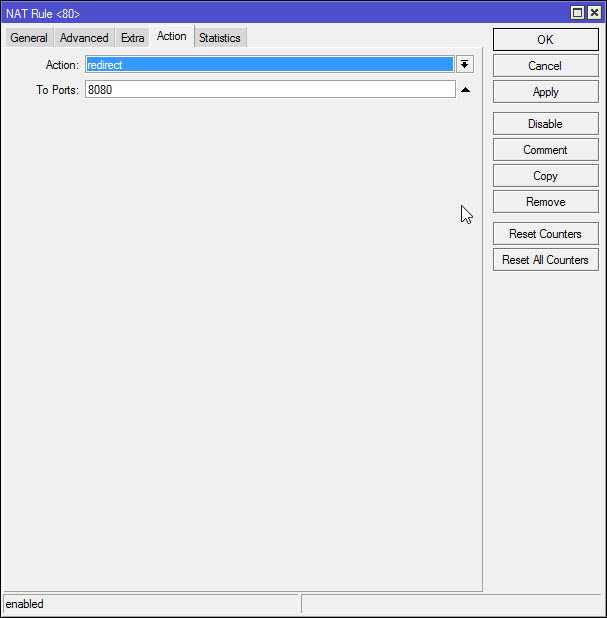 NAT Rule <80>
General Advanced Extra Action Statistics
Action: redirect
To Ports: 8080
OK
Cancel
Apply
Disable
Comment
Copy
Remove
Reset Counters
Reset All Counters
enabled